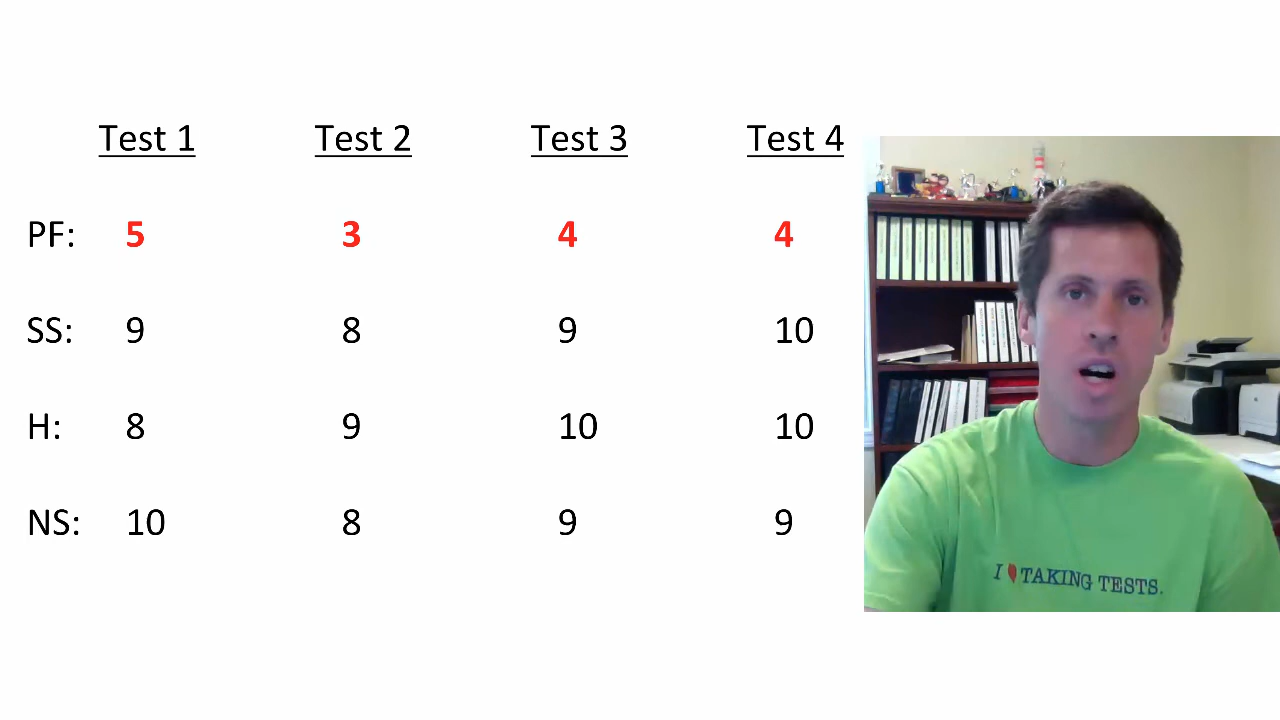 Test 1 Test 2 Test 3 Test 4
PF: 5 3 4 4
SS: 9 8 9 10
H: 8 9 10 10
NS: 10 8 9 9
I ♥ TAKING TESTS.